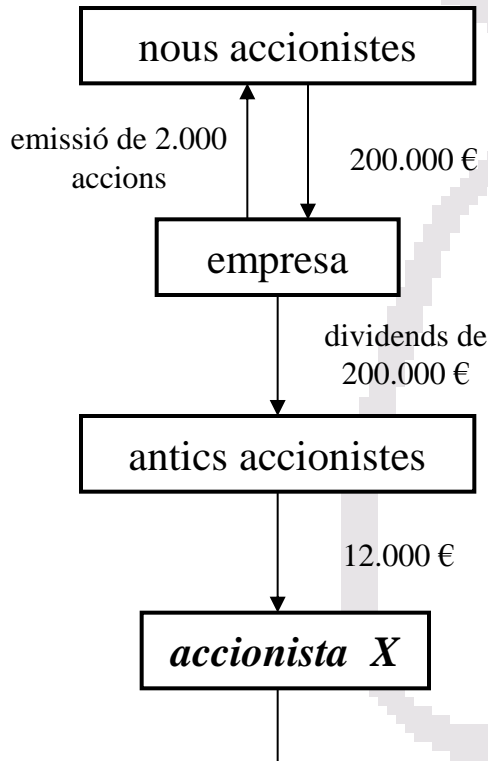 nous accionistes
emissió de 2.000
accions
200.000 €
empresa
dividends de
200.000 €
antics accionistes
12.000 €
accionista X